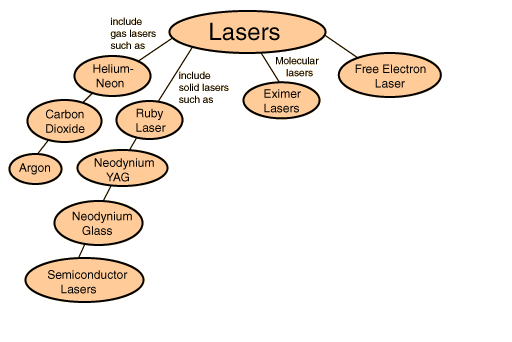 Lasers
include
gas lasers
such as
Helium-
Neon
Carbon
Dioxide
Argon
include
solid lasers
such as
Ruby
Laser
Neodynium
YAG
Neodynium
Glass
Semiconductor
Lasers
Molecular
lasers
Eximer
Lasers
Free Electron
Laser